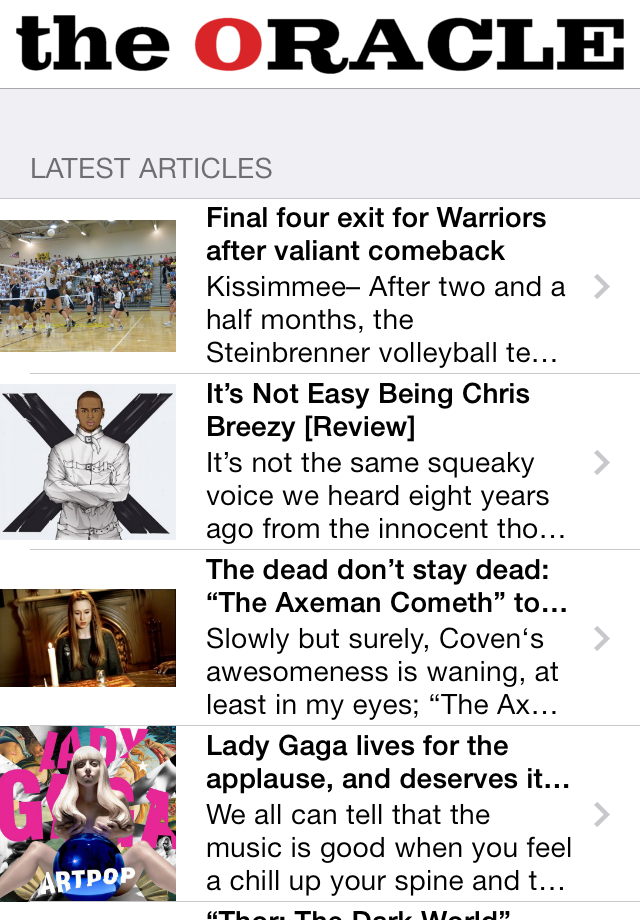 the ORACLE
LATEST ARTICLES
Final four exit for Warriors
after valiant comeback
Kissimmee– After two and a
half months, the
Steinbrenner volleyball te…
It’s Not Easy Being Chris
Breezy [Review]
It’s not the same squeaky
voice we heard eight years
ago from the innocent tho…
The dead don’t stay dead:
“The Axeman Cometh” to…
Slowly but surely, Coven‘s
awesomeness is waning, at
least in my eyes; “The Ax…
LADY
GAGA
ARTPOP
Lady Gaga lives for the
applause, and deserves it…
We all can tell that the
music is good when you feel
a chill up your spine and t…
“Thor: The Dark World”